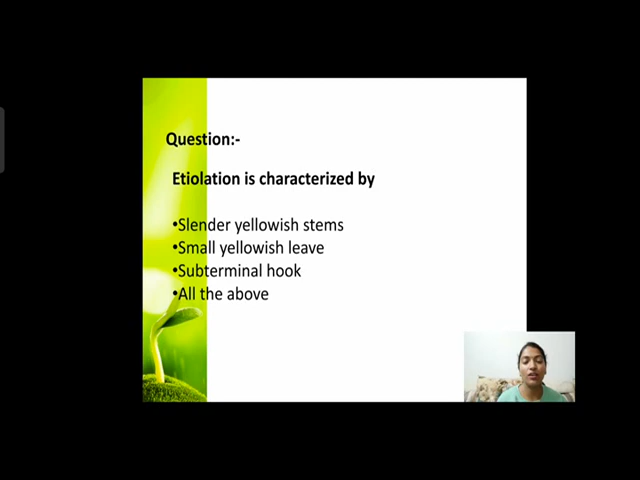 Question:-
Etiolation is characterized by
•Slender yellowish stems
•Small yellowish leave
•Subterminal hook
•All the above